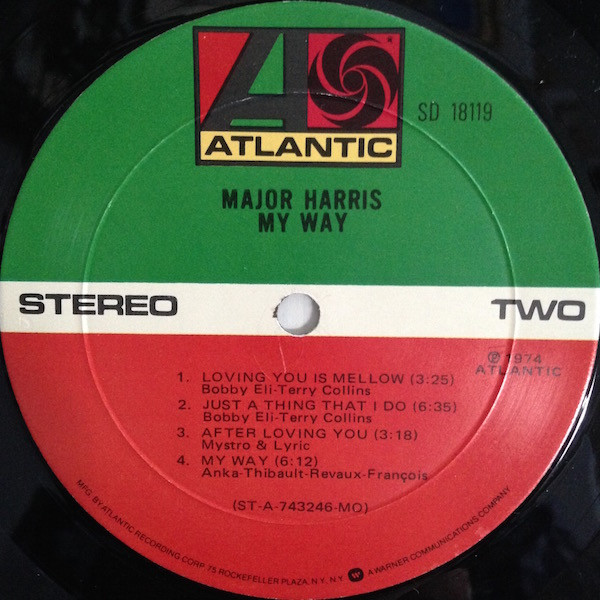 ATLANTIC
SD 18119
MAJOR HARRIS
MY WAY
STEREO
TWO
℗ 1974
ATLANTIC
1. LOVING YOU IS MELLOW (3:25)
Bobby Eli-Terry Collins
2. JUST A THING THAT I DO (6:35)
Bobby Eli-Terry Collins
3. AFTER LOVING YOU (3:18)
Mystro & Lyric
4. MY WAY (6:12)
Anka-Thibault-Revaux-François
(ST-A-743246-MO)
MFG. BY ATLANTIC RECORDING CORP. 75 ROCKEFELLER PLAZA, N.Y. N.Y. W A WARNER COMMUNICATIONS COMPANY